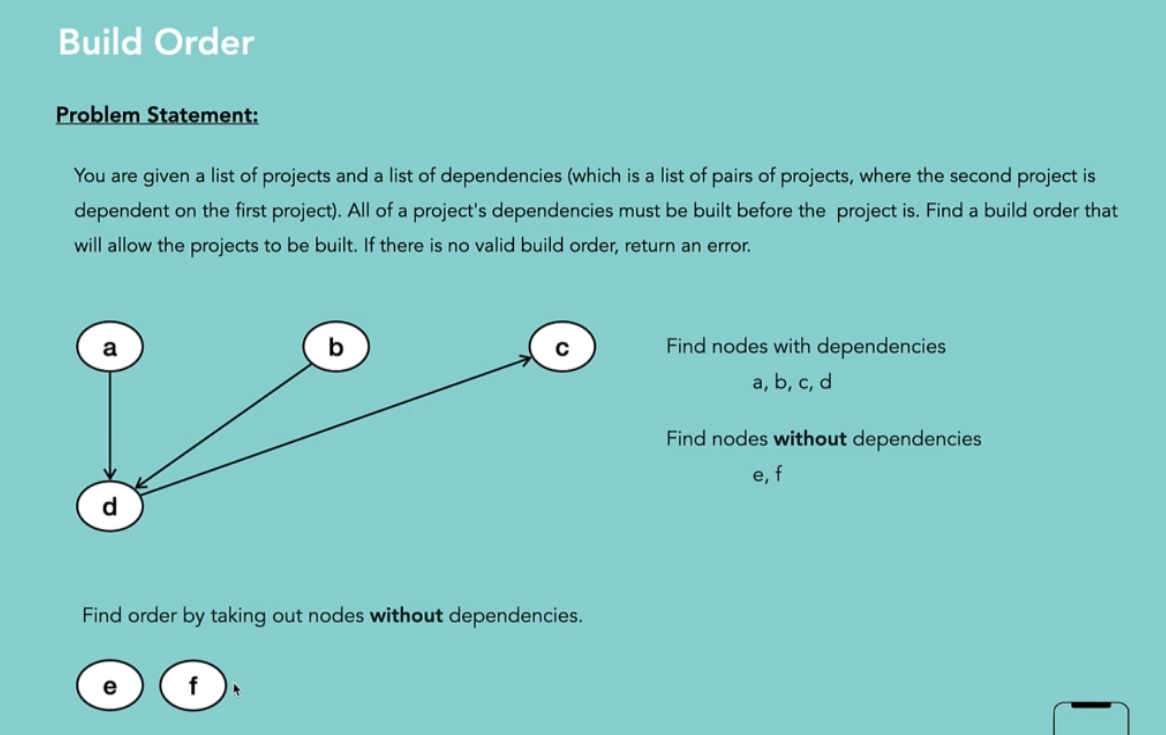 Build Order
Problem Statement:
You are given a list of projects and a list of dependencies (which is a list of pairs of projects, where the second project is
dependent on the first project). All of a project's dependencies must be built before the project is. Find a build order that
will allow the projects to be built. If there is no valid build order, return an error.
a
b
c
d
Find nodes with dependencies
a, b, c, d
Find nodes without dependencies
e, f
Find order by taking out nodes without dependencies.
e
f